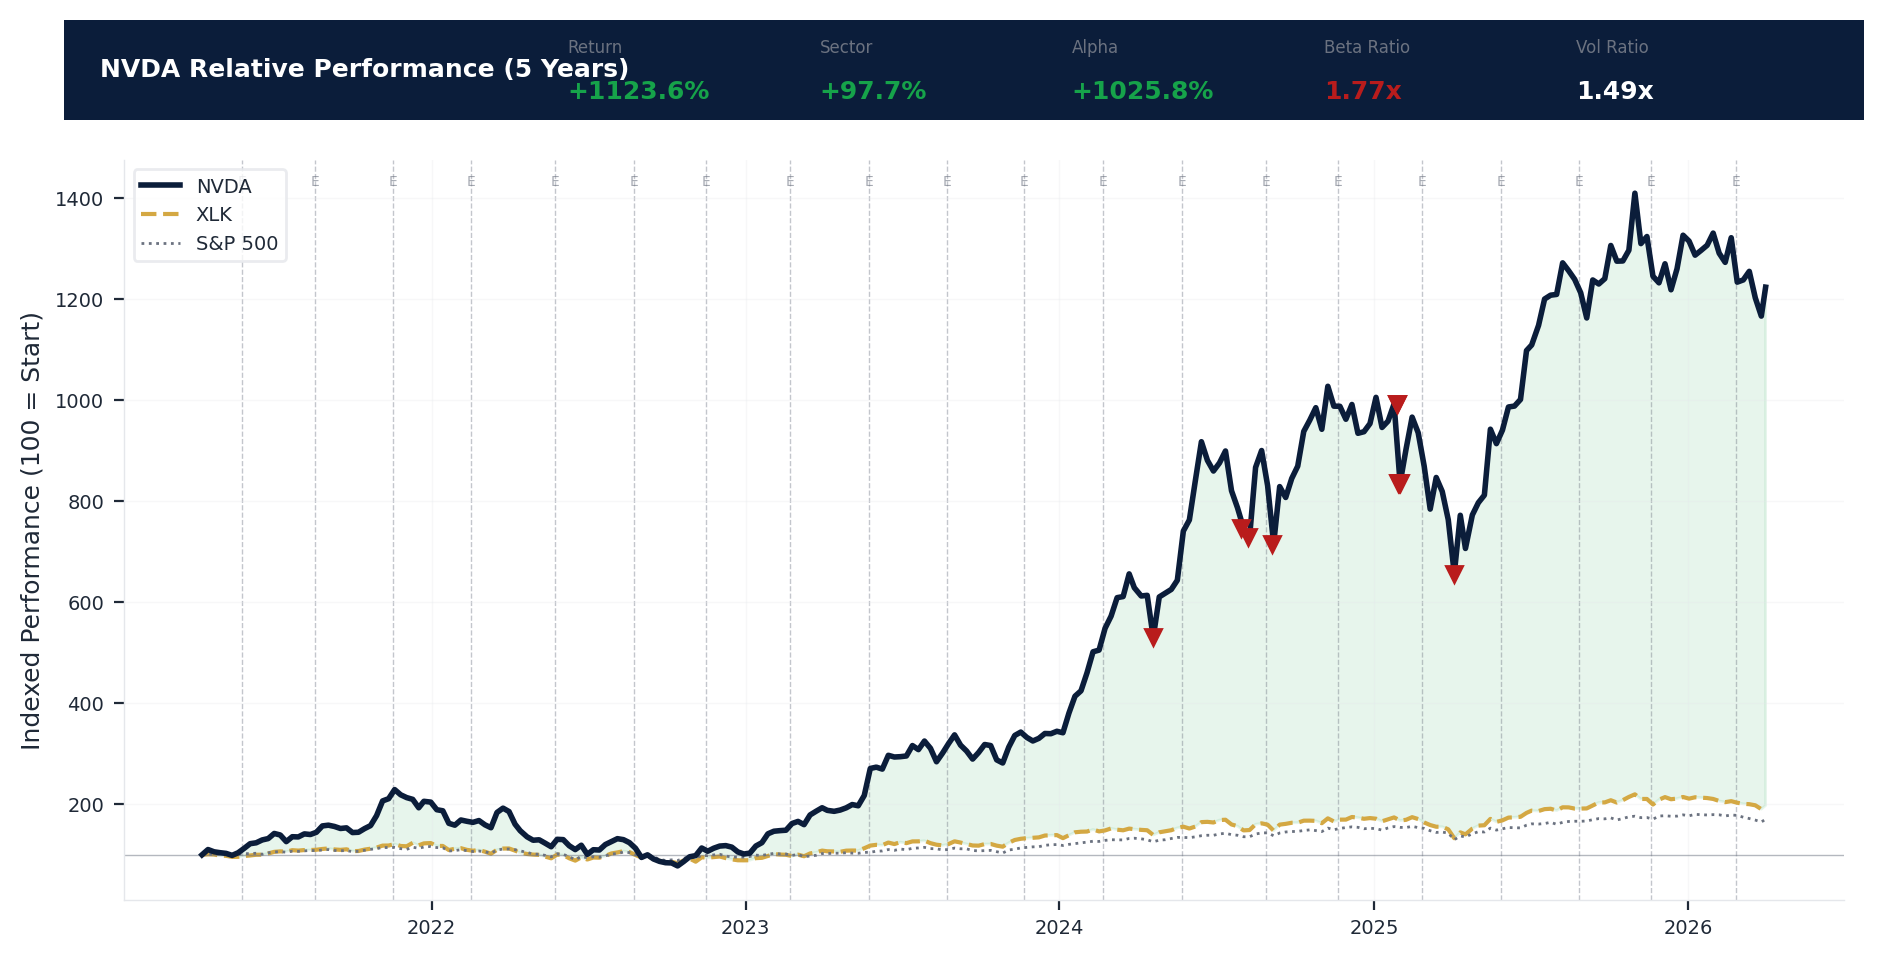 NVDA Relative Performance (5 Years)
Return
+1123.6%
Sector
+97.7%
Alpha
+1025.8%
Beta Ratio
1.77x
Vol Ratio
1.49x
E E E E E E E E E E E E E E E E E E E
NVDA
XLK
S&P 500
Indexed Performance (100 = Start)
1400
1200
1000
800
600
400
200
2022 2023 2024 2025 2026